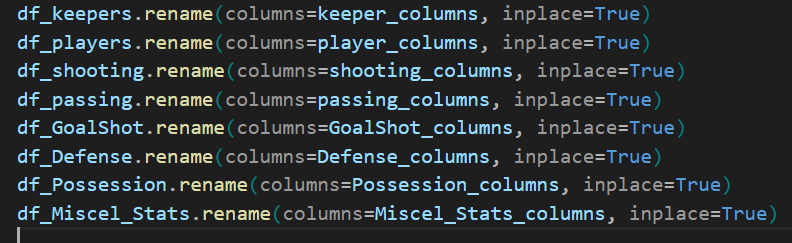 df_keepers.rename(columns=keeper_columns, inplace=True)
df_players.rename(columns=player_columns, inplace=True)
df_shooting.rename(columns=shooting_columns, inplace=True)
df_passing.rename(columns=passing_columns, inplace=True)
df_GoalShot.rename(columns=GoalShot_columns, inplace=True)
df_Defense.rename(columns=Defense_columns, inplace=True)
df_Possession.rename(columns=Possession_columns, inplace=True)
df_Miscel_Stats.rename(columns=Miscel_Stats_columns, inplace=True)